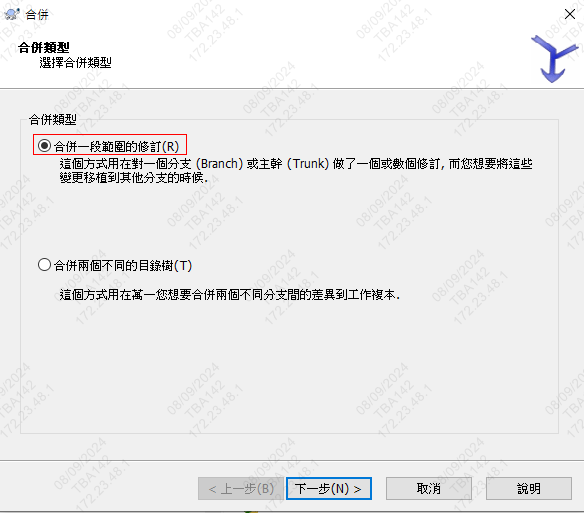 合併
合併類型
選擇合併類型
合併類型
合併一段範圍的修訂(R)
這個方式用在對一個分支 (Branch) 或主幹 (Trunk) 做了一個或數個修訂, 而您想要將這些
變更移植到其他分支的時候.
合併兩個不同的目錄樹(T)
這個方式用在萬一您想要合併兩個不同分支間的差異到工作複本.
< 上一步(B)
下一步(N) >
取消
說明
08/09/2024
TBA142
172.23.48.1